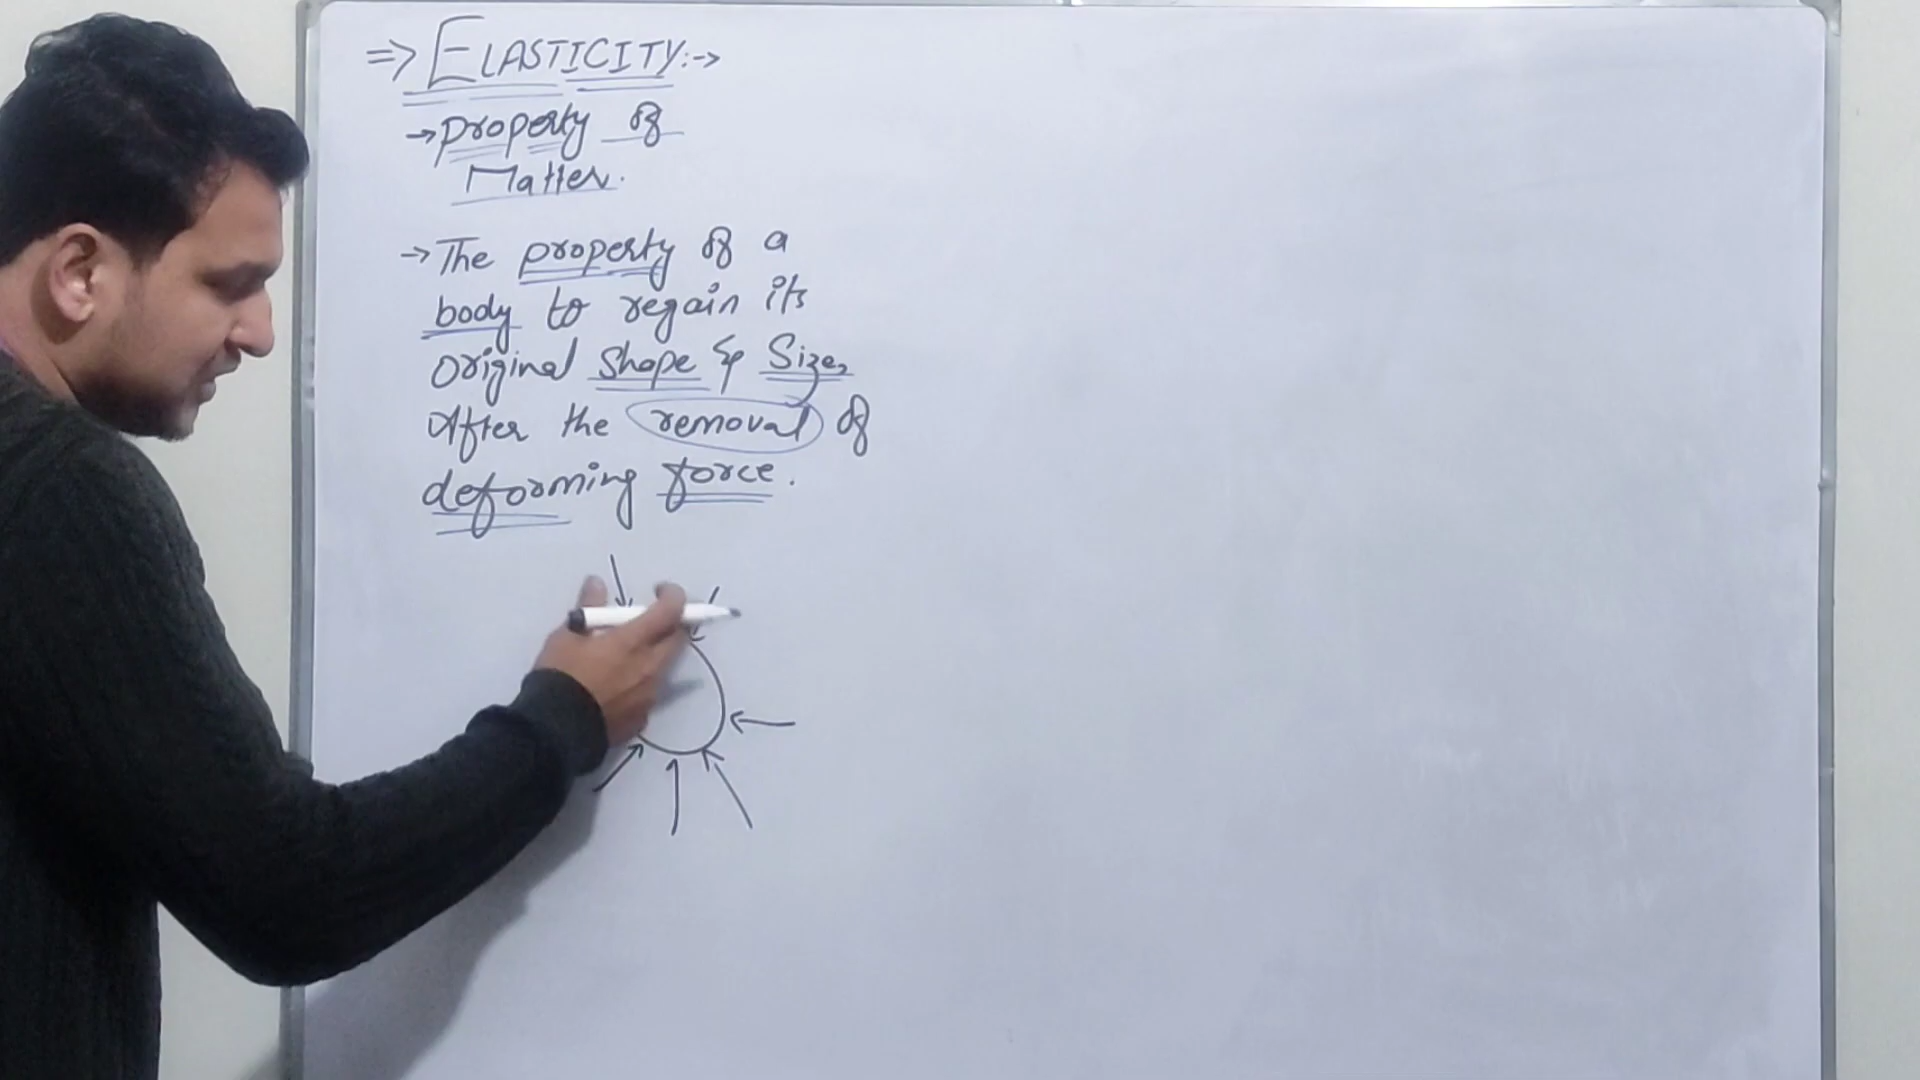 => ELASTICITY:->
→ property of
Matter.
→ The property of a
body to regain its
original shape & Size,
After the removal of
deforming force.